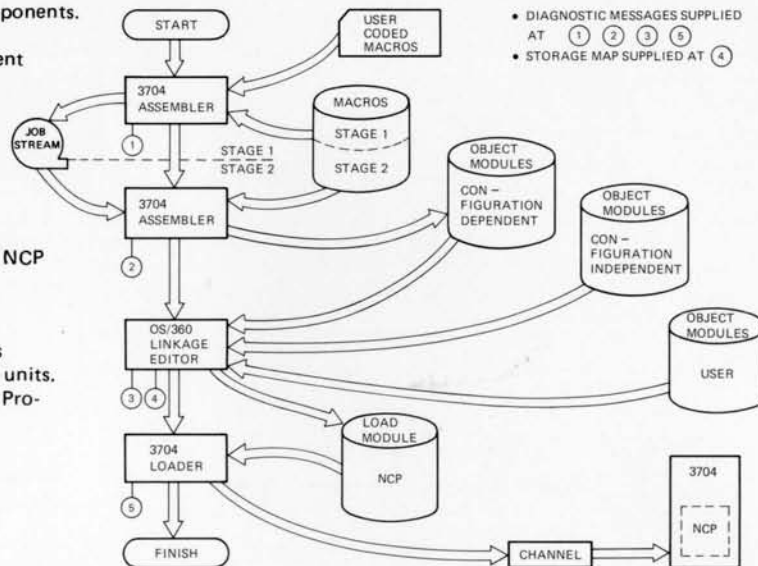 ponents.
ent
NCP
s
units.
Pro-
START
USER
CODED
MACROS
• DIAGNOSTIC MESSAGES SUPPLIED
AT 1 2 3 5
• STORAGE MAP SUPPLIED AT 4
3704
ASSEMBLER
1
JOB
STREAM
STAGE 1
STAGE 2
MACROS
STAGE 1
STAGE 2
3704
ASSEMBLER
2
OBJECT
MODULES
CON –
FIGURATION
DEPENDENT
OBJECT
MODULES
CON –
FIGURATION
INDEPENDENT
OS/360
LINKAGE
EDITOR
3 4
OBJECT
MODULES
USER
LOAD
MODULE
NCP
3704
LOADER
5
FINISH
CHANNEL
3704
NCP